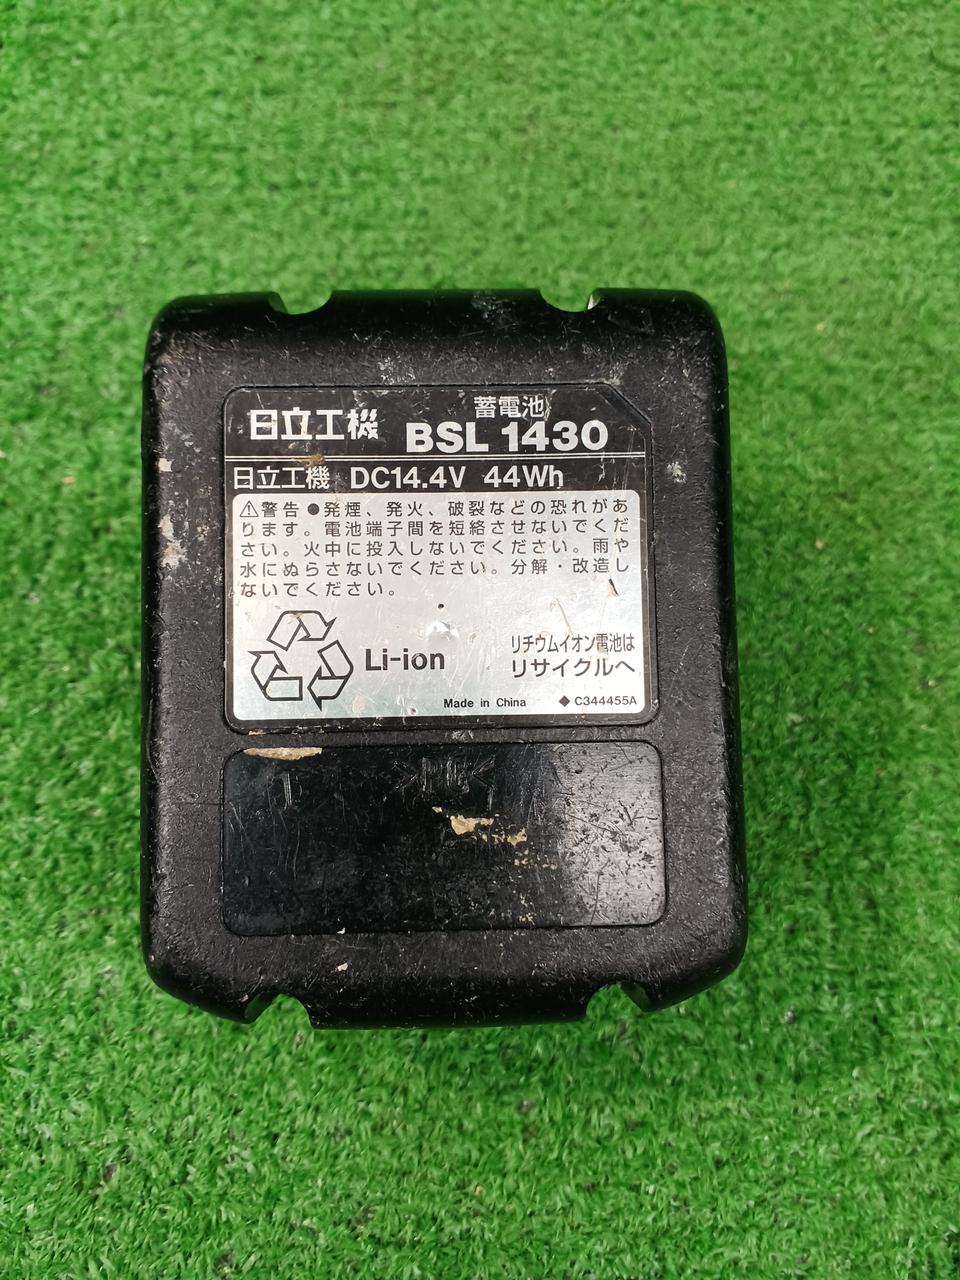 日立工機
蓄電池
BSL 1430
日立工機 DC14.4V 44Wh
⚠警告 ●発煙、発火、破裂などの恐れがあ
ります。電池端子間を短絡させないでくだ
さい。火中に投入しないでください。雨や
水にぬらさないでください。分解・改造し
ないでください。
Li-ion
リチウムイオン電池は
リサイクルへ
Made in China
◆ C344455A